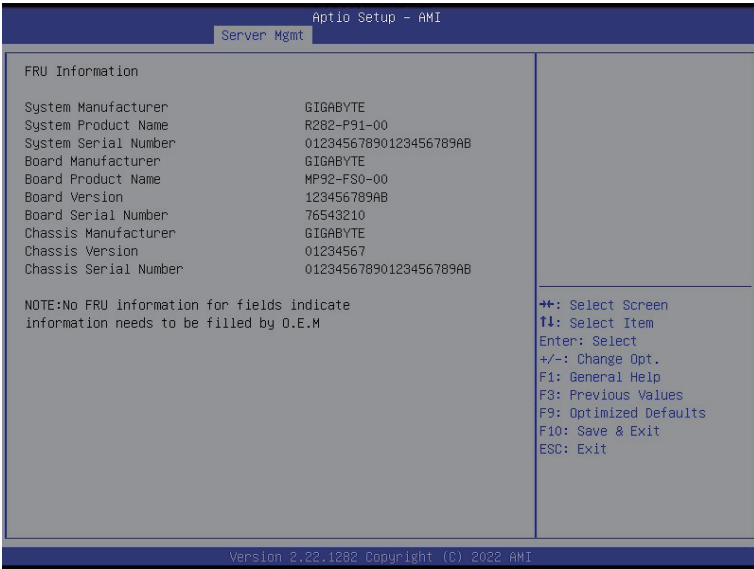 Aptio Setup – AMI
Server Mgmt
FRU Information
System Manufacturer GIGABYTE
System Product Name R282-P91-00
System Serial Number 01234567890123456789AB
Board Manufacturer GIGABYTE
Board Product Name MP92-FS0-00
Board Version 123456789AB
Board Serial Number 76543210
Chassis Manufacturer GIGABYTE
Chassis Version 01234567
Chassis Serial Number 01234567890123456789AB
NOTE:No FRU information for fields indicate
information needs to be filled by O.E.M
→←: Select Screen
↑↓: Select Item
Enter: Select
+/-: Change Opt.
F1: General Help
F3: Previous Values
F9: Optimized Defaults
F10: Save & Exit
ESC: Exit
Version 2.22.1282 Copyright (C) 2022 AMI